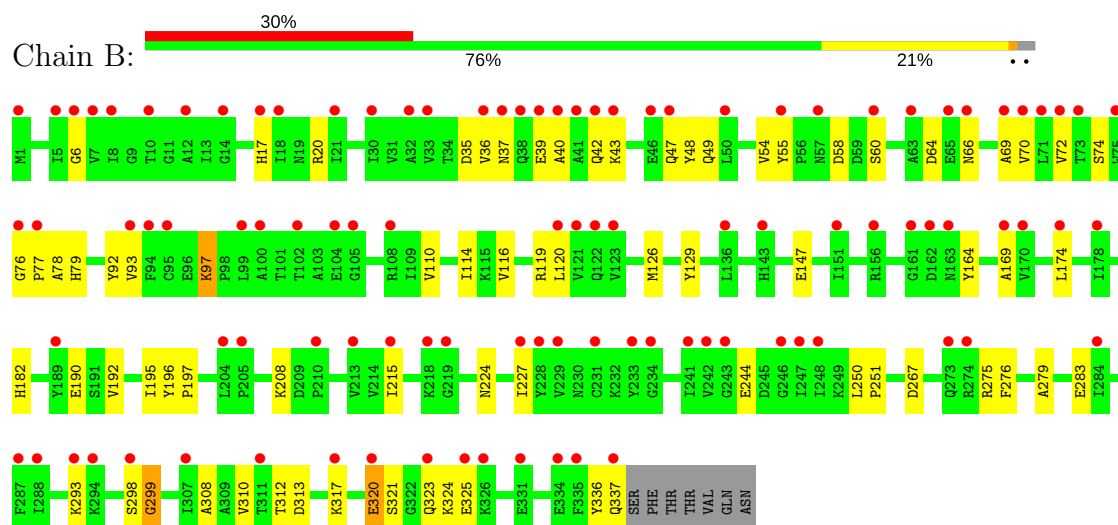 30%
Chain B:
76% 21% • •
M1 I5 G6 V7 I8 G9 T10 G11 A12 I13 G14 H17 I18 N19 R20 I21 I30 V31 A32 V33 T34 D35 V36 N37 Q38 E39 A40 A41 Q42 K43 E46 Q47 Y48 Q49 L50 V54 Y55 P56 N57 D58 D59 S60 A63 D64 E65 N66 A69 V70 L71 V72 T73 S74
G76 P77 A78 H79 Y92 V93 F94 C95 E96 K97 P98 L99 A100 T101 T102 A103 E104 G105 R108 I109 V110 I114 K115 V116 R119 L120 V121 Q122 V123 M126 Y129 L136 H143 E147 I151 R156 G161 D162 N163 Y164 A169 V170 L174 I178
H182 Y189 E190 S191 V192 I195 Y196 P197 L204 P205 K208 D209 P210 V213 V214 I215 K218 G219 N224 I227 Y228 V229 N230 C231 K232 Y233 G234 I241 V242 G243 E244 D245 G246 I247 I248 K249 L250 P251 D267 Q273 R274 R275 F276 A279 E283 I284
F287 I288 K293 K294 S298 G299 I307 A308 A309 V310 T311 T312 D313 K317 E320 S321 G322 Q323 K324 E325 K326 E331 E334 F335 Y336 Q337 SER PHE THR THR VAL GLN ASN